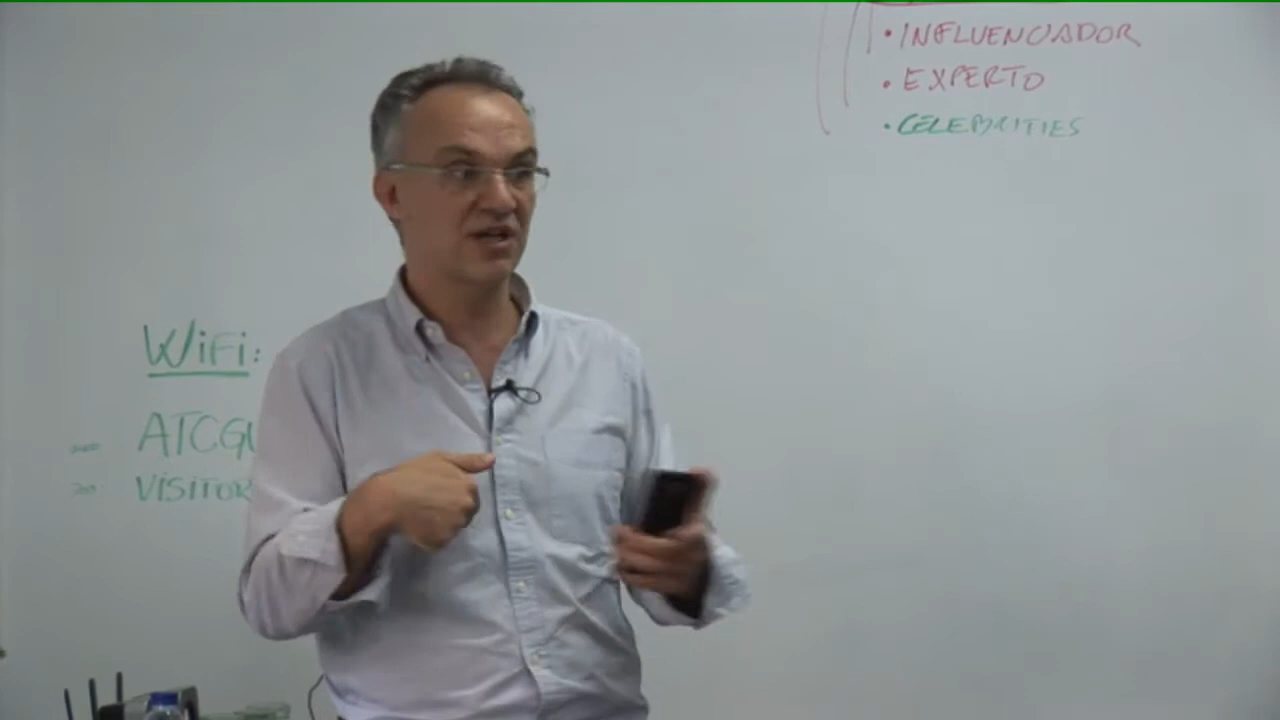 WiFi:
ATCG
VISITOR
• INFLUENCIADOR
• EXPERTO
• CELEBRITIES